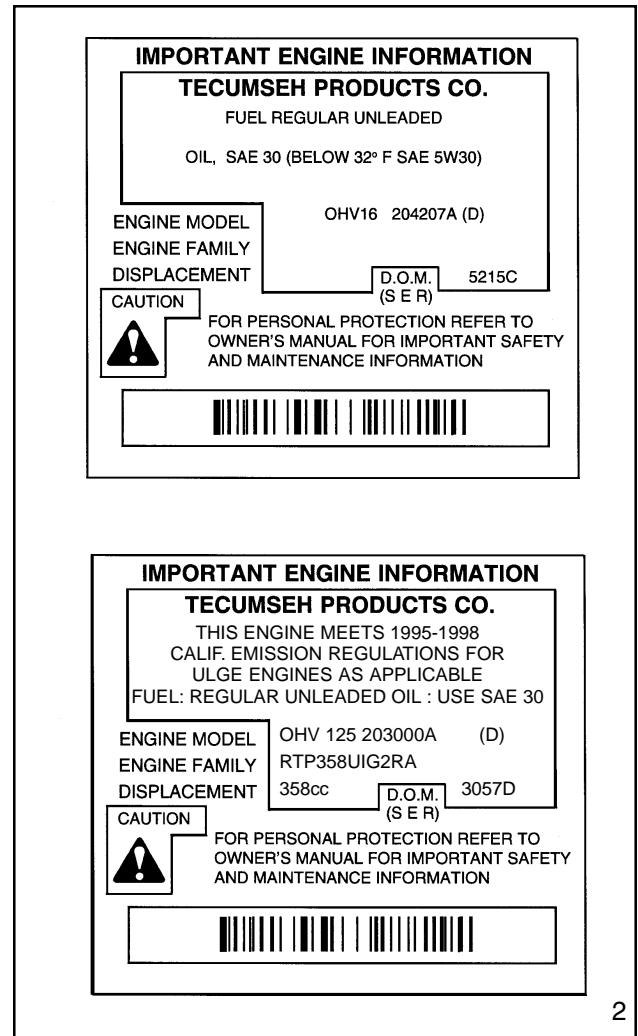 IMPORTANT ENGINE INFORMATION
TECUMSEH PRODUCTS CO.
FUEL REGULAR UNLEADED
OIL, SAE 30 (BELOW 32° F SAE 5W30)
ENGINE MODEL OHV16 204207A (D)
ENGINE FAMILY
DISPLACEMENT D.O.M. 5215C
(S E R)
CAUTION
FOR PERSONAL PROTECTION REFER TO
OWNER'S MANUAL FOR IMPORTANT SAFETY
AND MAINTENANCE INFORMATION
IMPORTANT ENGINE INFORMATION
TECUMSEH PRODUCTS CO.
THIS ENGINE MEETS 1995-1998
CALIF. EMISSION REGULATIONS FOR
ULGE ENGINES AS APPLICABLE
FUEL: REGULAR UNLEADED OIL : USE SAE 30
ENGINE MODEL OHV 125 203000A (D)
ENGINE FAMILY RTP358UIG2RA
DISPLACEMENT 358cc D.O.M. 3057D
(S E R)
CAUTION
FOR PERSONAL PROTECTION REFER TO
OWNER'S MANUAL FOR IMPORTANT SAFETY
AND MAINTENANCE INFORMATION
2